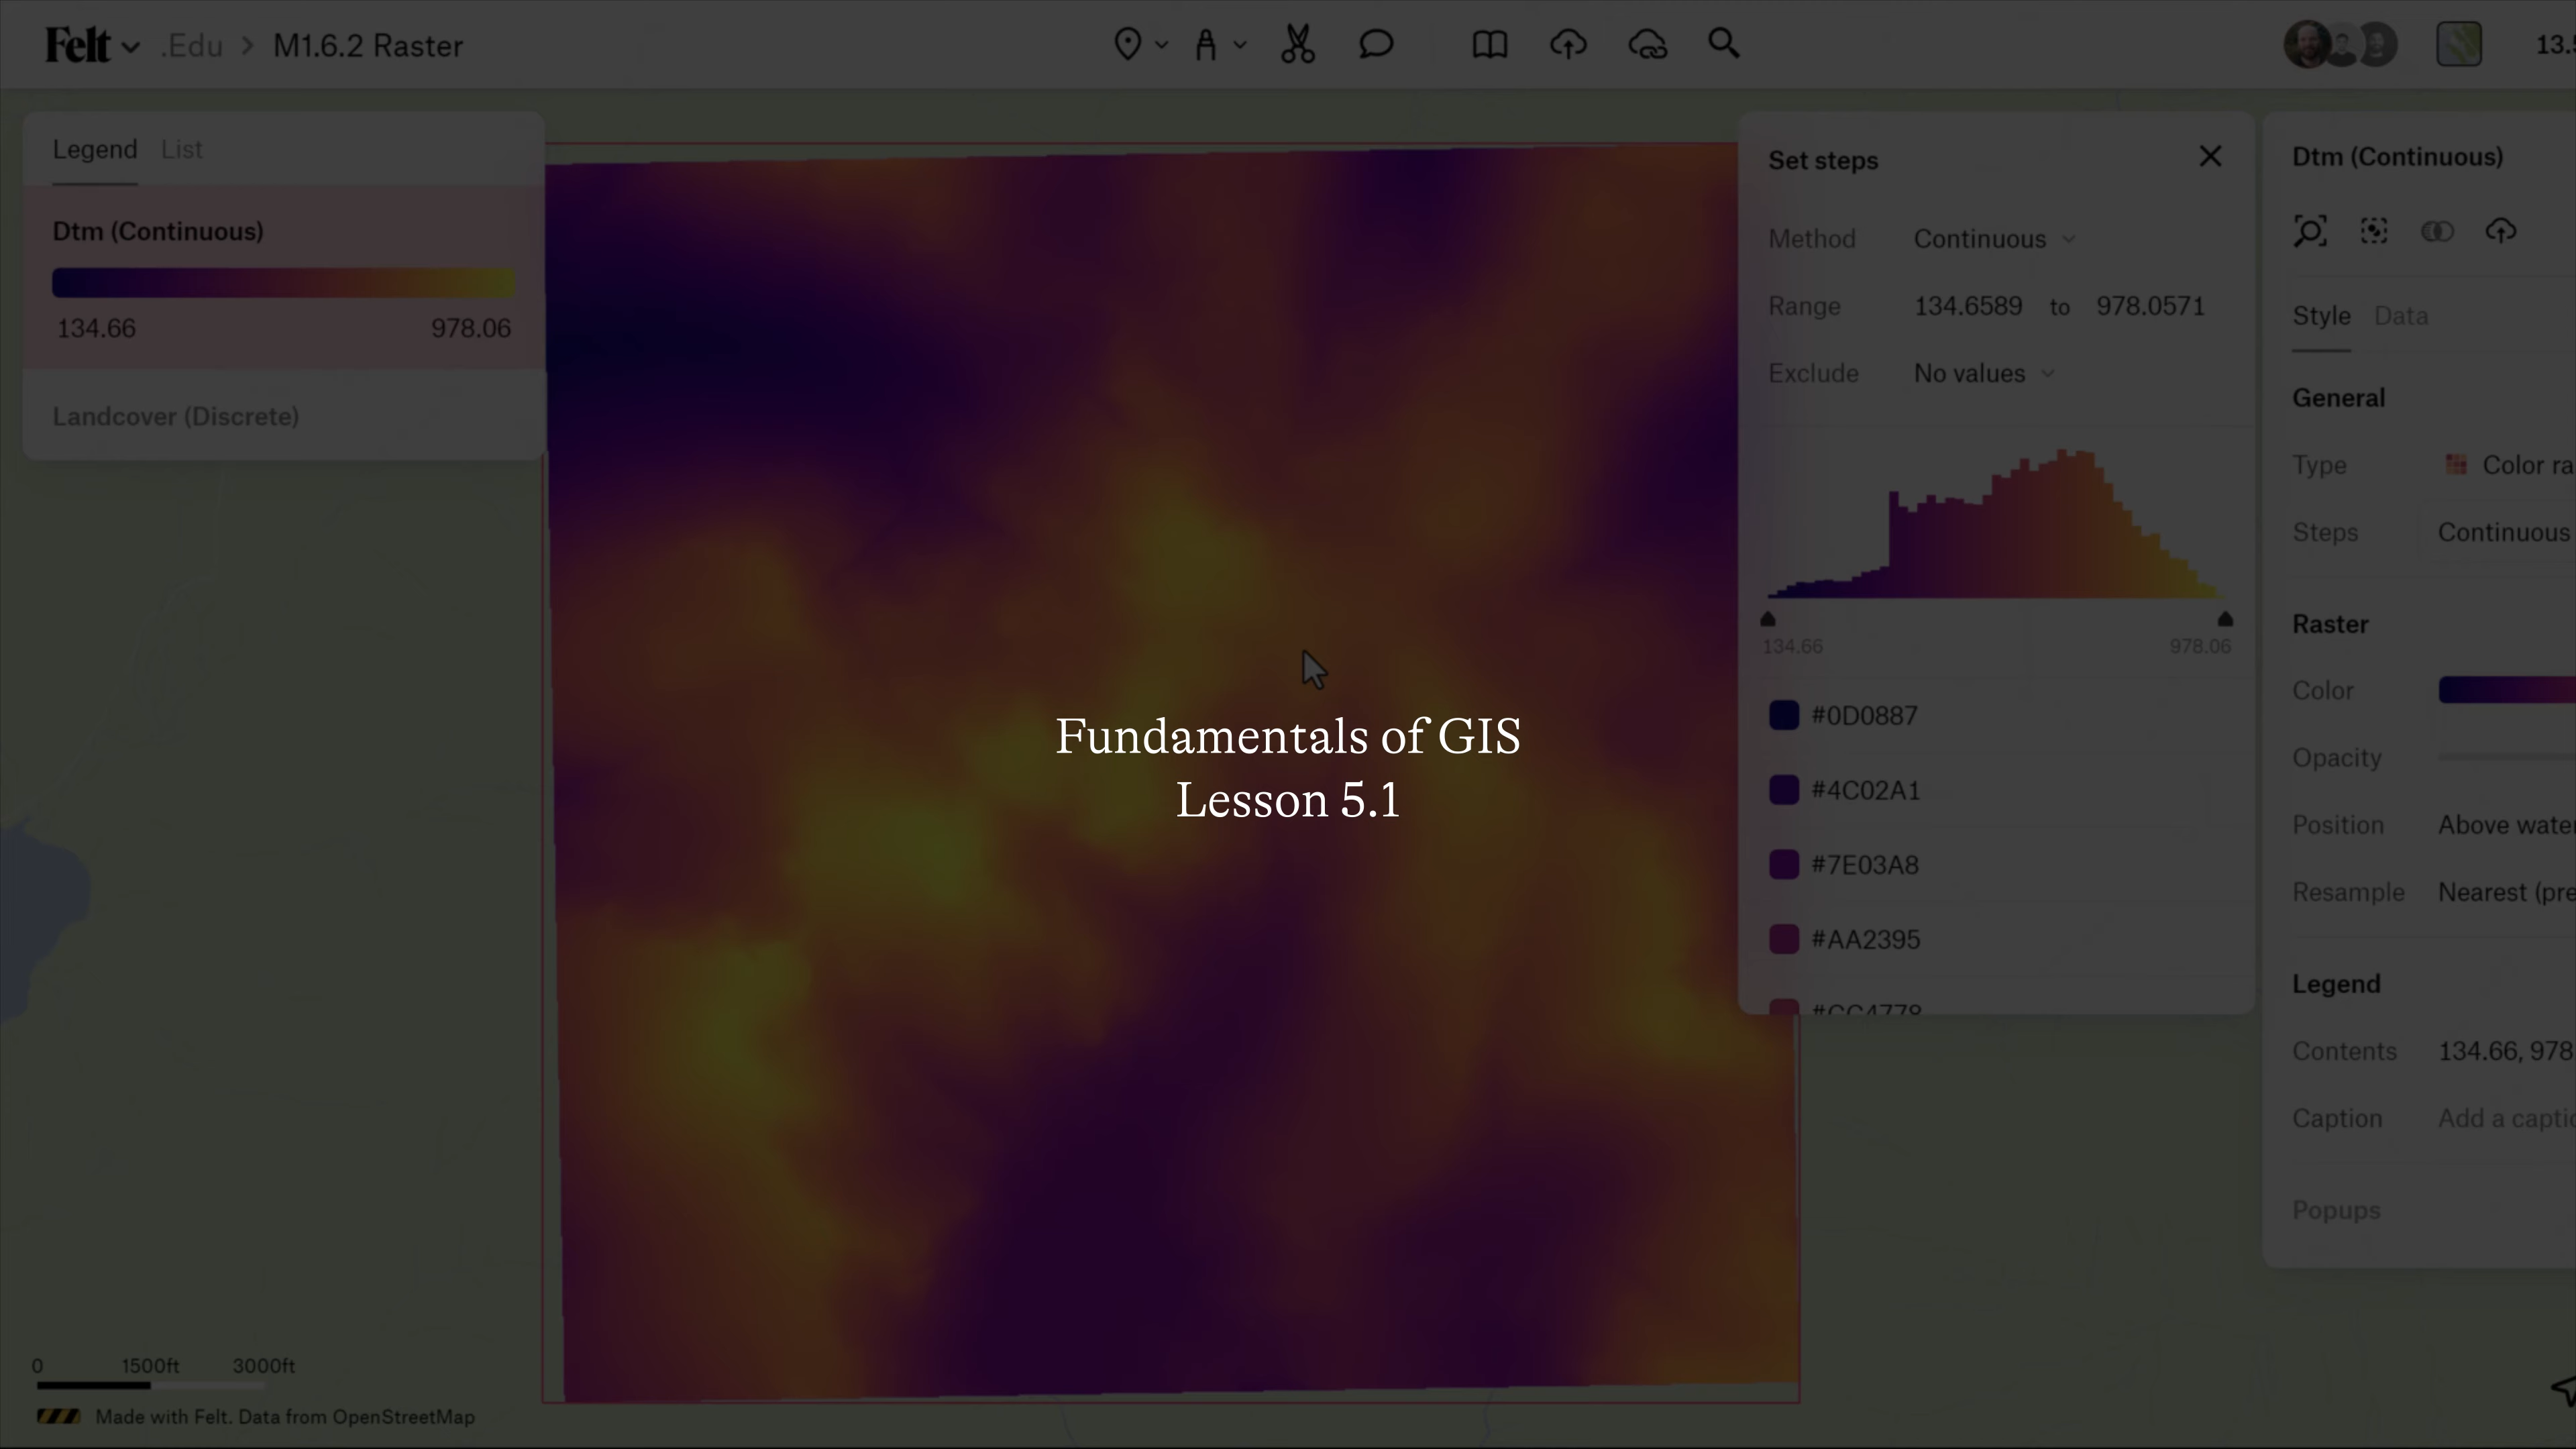 Felt .Edu > M1.6.2 Raster
Legend List
Dtm (Continuous)
134.66 978.06
Landcover (Discrete)
Set steps
Method Continuous
Range 134.6589 to 978.0571
Exclude No values
134.66 978.06
#0D0887
#4C02A1
#7E03A8
#AA2395
#CC4778
Dtm (Continuous)
Style Data
General
Type Color ra
Steps Continuous
Raster
Color
Opacity
Position Above water
Resample Nearest (pre
Legend
Contents 134.66, 978
Caption Add a captio
Popups
Fundamentals of GIS
Lesson 5.1
0 1500ft 3000ft
Made with Felt. Data from OpenStreetMap